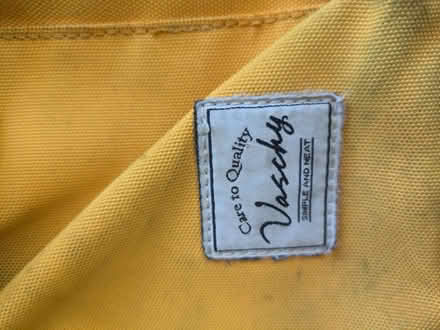 Care to Quality
Vaschy
SIMPLE AND NEAT